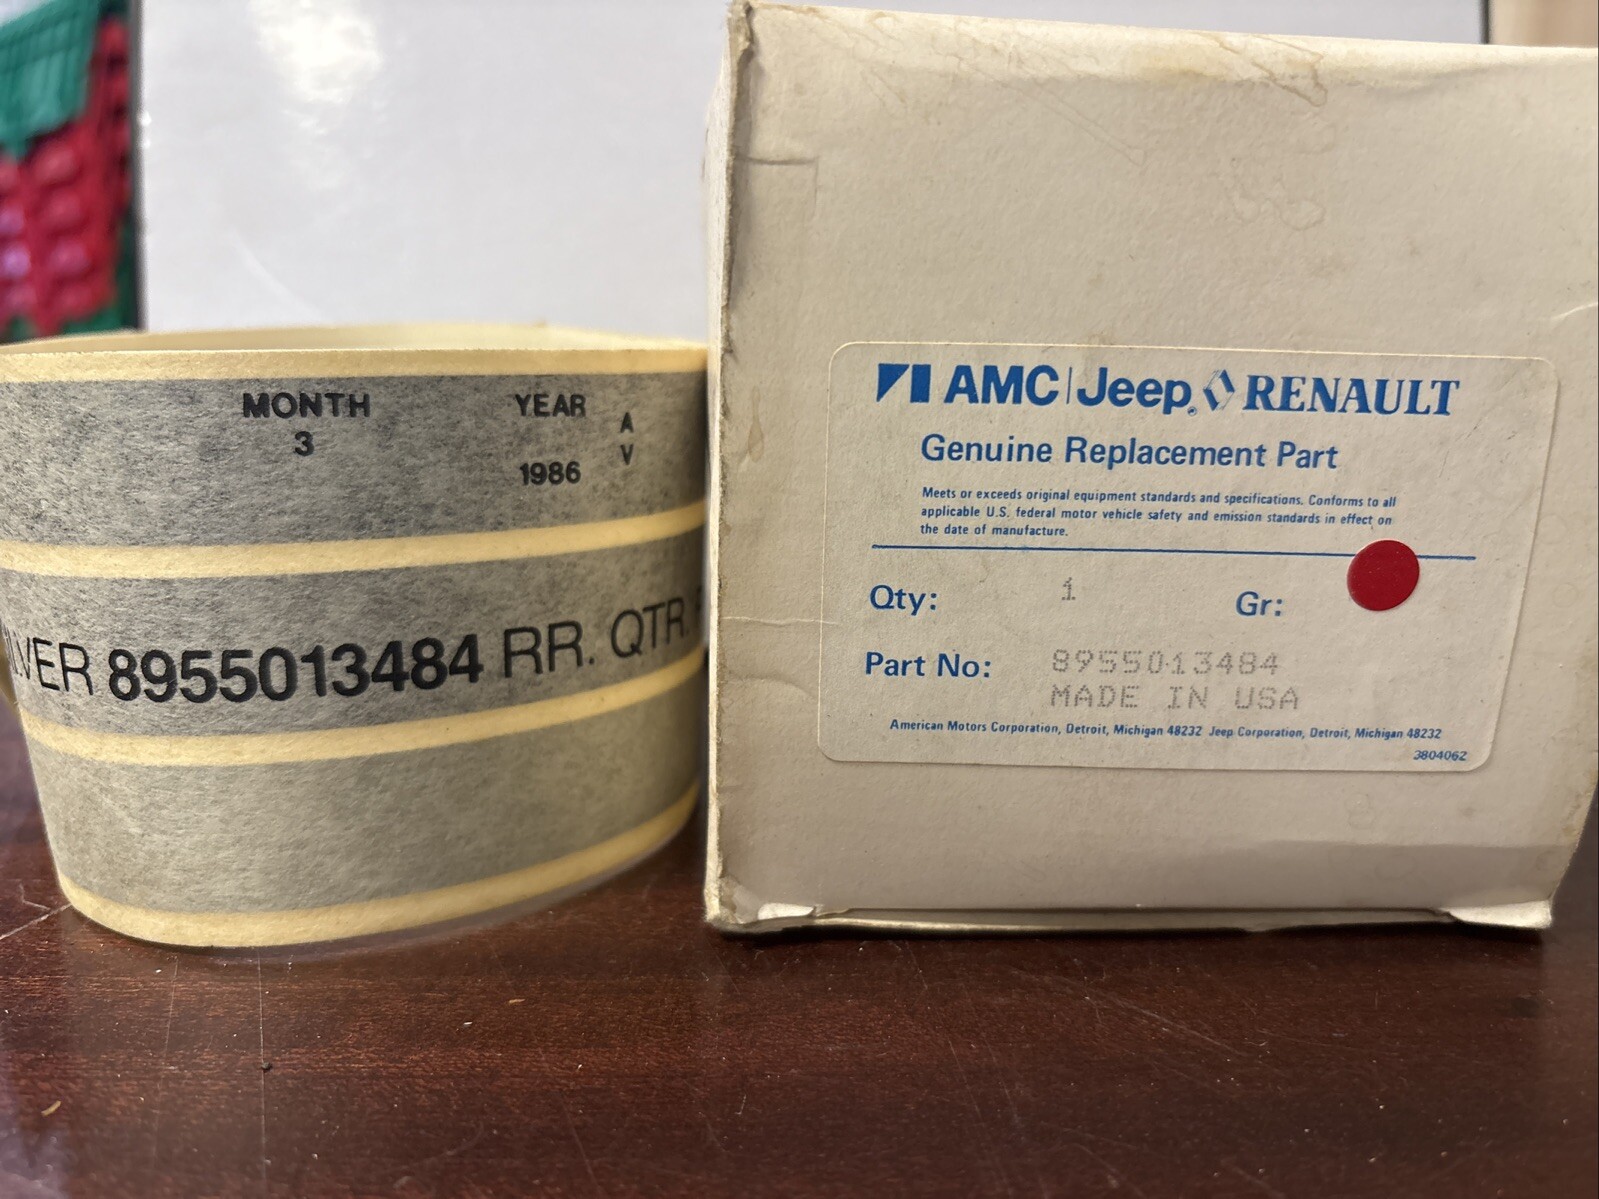 MONTH YEAR A
3 1986 V
8955013484 RR. QTR.
AMC Jeep® RENAULT
Genuine Replacement Part
Meets or exceeds original equipment standards and specifications. Conforms to all
applicable U.S. federal motor vehicle safety and emission standards in effect on
the date of manufacture.
Qty: 1 Gr:
Part No: 8955013484
MADE IN USA
American Motors Corporation, Detroit, Michigan 48232 Jeep Corporation, Detroit, Michigan 48232
3804062